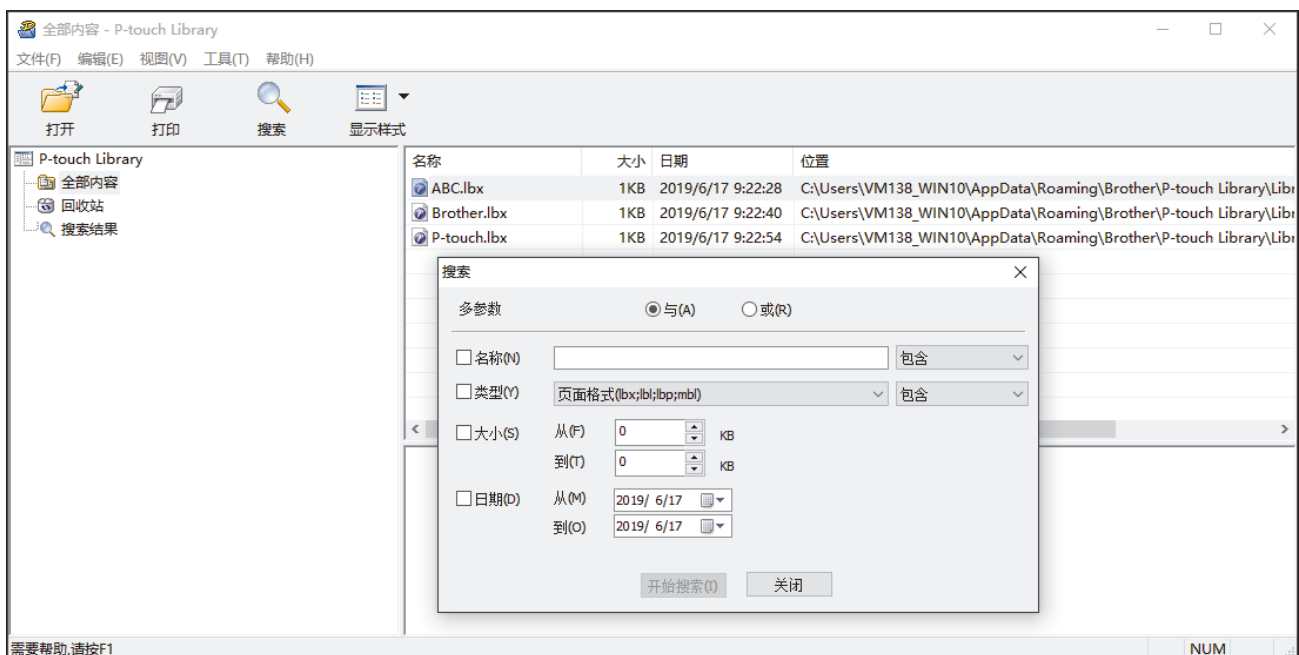 全部内容 - P-touch Library
文件(F) 编辑(E) 视图(V) 工具(T) 帮助(H)
打开 打印 搜索 显示样式
P-touch Library
全部内容
回收站
搜索结果
名称 大小 日期 位置
ABC.lbx 1KB 2019/6/17 9:22:28 C:\Users\VM138_WIN10\AppData\Roaming\Brother\P-touch Library\Libr
Brother.lbx 1KB 2019/6/17 9:22:40 C:\Users\VM138_WIN10\AppData\Roaming\Brother\P-touch Library\Libr
P-touch.lbx 1KB 2019/6/17 9:22:54 C:\Users\VM138_WIN10\AppData\Roaming\Brother\P-touch Library\Libr
搜索
多参数 与(A) 或(R)
名称(N) 包含
类型(Y) 页面格式(lbx;lbl;lbp;mbl) 包含
大小(S) 从(F) 0 KB
到(T) 0 KB
日期(D) 从(M) 2019/ 6/17
到(O) 2019/ 6/17
开始搜索(I) 关闭
需要帮助,请按F1 NUM